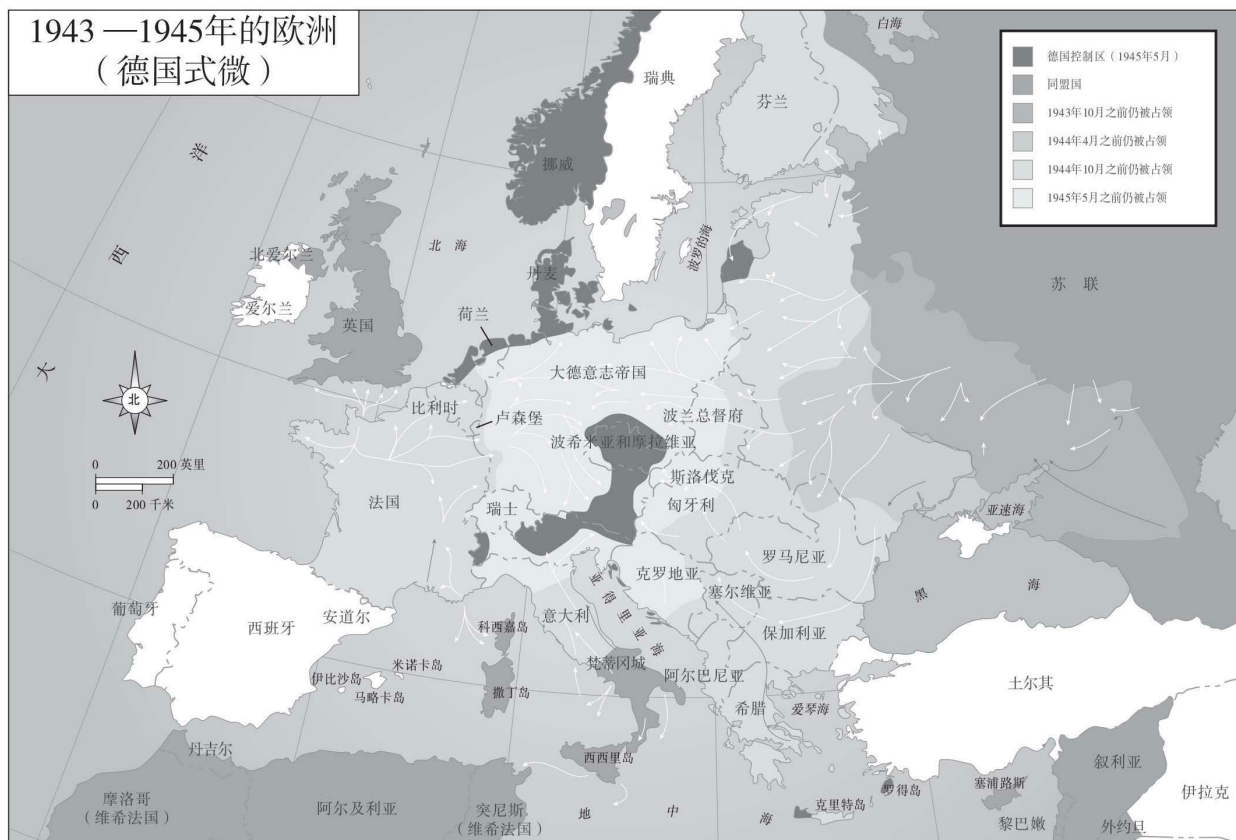 1943 —1945年的欧洲
（德国式微）
德国控制区（1945年5月）
同盟国
1943年10月之前仍被占领
1944年4月之前仍被占领
1944年10月之前仍被占领
1945年5月之前仍被占领
白海
瑞典
芬兰
挪威
大西洋
北海
波罗的海
苏联
北爱尔兰
爱尔兰
英国
丹麦
荷兰
大德意志帝国
北
比利时
卢森堡
波兰总督府
波希米亚和摩拉维亚
0 200 英里
0 200 千米
斯洛伐克
法国
瑞士
匈牙利
亚速海
罗马尼亚
克罗地亚
塞尔维亚
黑海
亚得里亚海
葡萄牙
西班牙
安道尔
意大利
科西嘉岛
保加利亚
米诺卡岛
伊比沙岛
马略卡岛
撒丁岛
梵蒂冈城
阿尔巴尼亚
土尔其
希腊
爱琴海
丹吉尔
西西里岛
叙利亚
伊拉克
摩洛哥
（维希法国）
阿尔及利亚
突尼斯
（维希法国）
地中海
克里特岛
罗得岛
塞浦路斯
黎巴嫩
外约旦